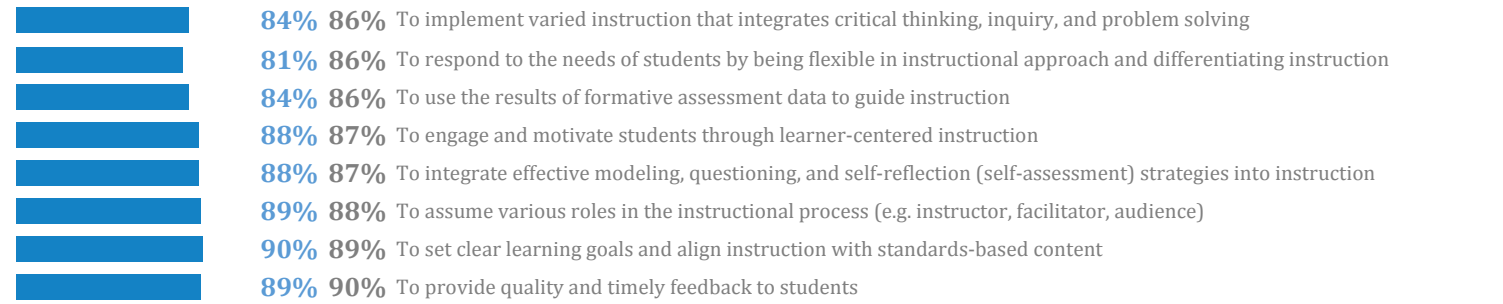 84% 86% To implement varied instruction that integrates critical thinking, inquiry, and problem solving
81% 86% To respond to the needs of students by being flexible in instructional approach and differentiating instruction
84% 86% To use the results of formative assessment data to guide instruction
88% 87% To engage and motivate students through learner-centered instruction
88% 87% To integrate effective modeling, questioning, and self-reflection (self-assessment) strategies into instruction
89% 88% To assume various roles in the instructional process (e.g. instructor, facilitator, audience)
90% 89% To set clear learning goals and align instruction with standards-based content
89% 90% To provide quality and timely feedback to students